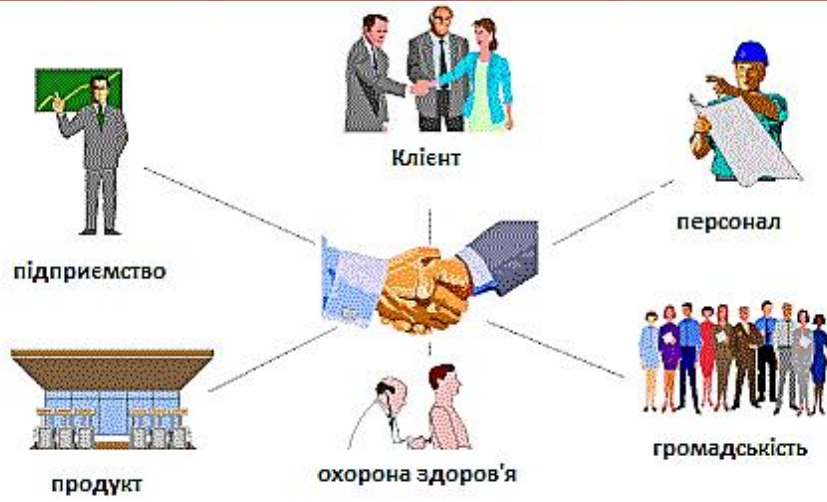 Клієнт
персонал
підприємство
громадськість
охорона здоров'я
продукт